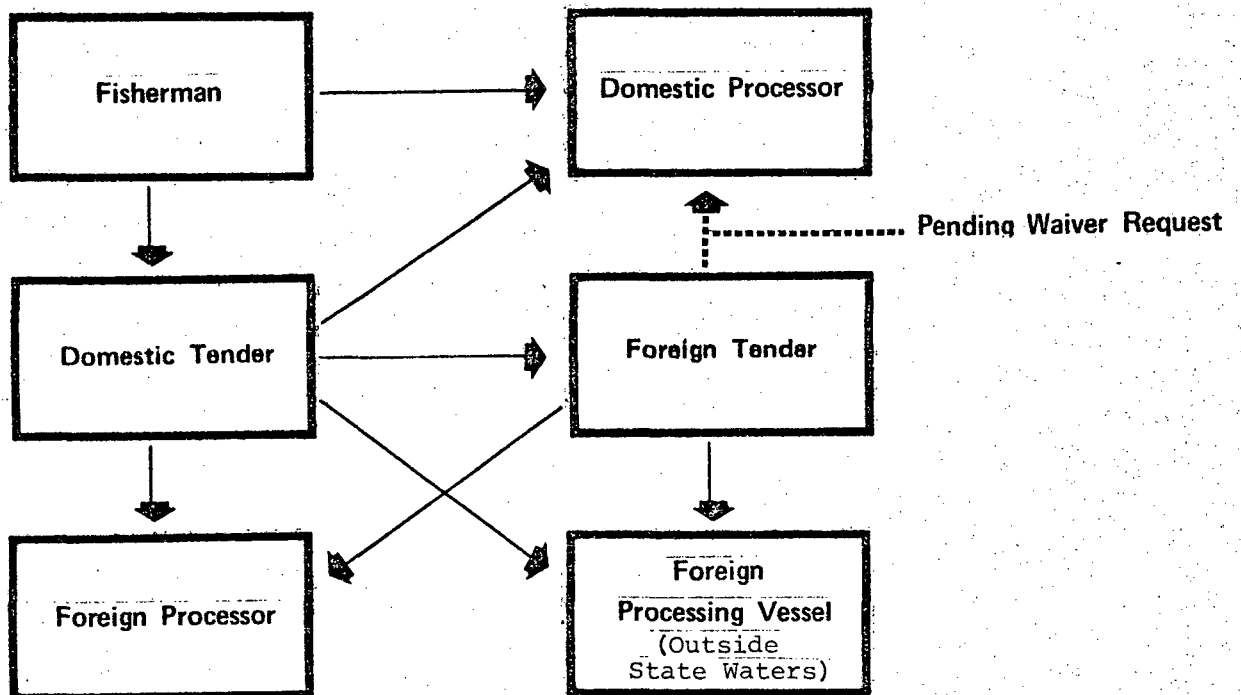 Fisherman
Domestic Processor
Pending Waiver Request
Domestic Tender
Foreign Tender
Foreign Processor
Foreign
Processing Vessel
(Outside
State Waters)